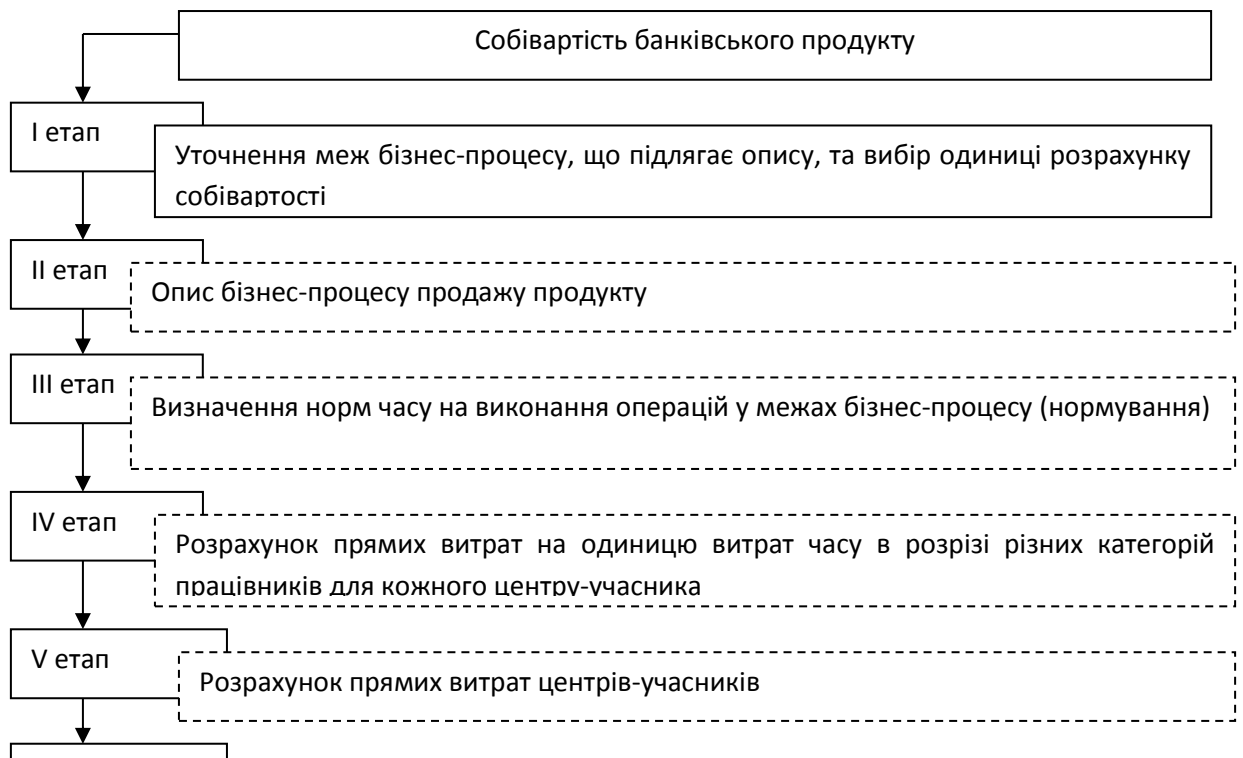 Собівартість банківського продукту
І етап
Уточнення меж бізнес-процесу, що підлягає опису, та вибір одиниці розрахунку
собівартості
ІІ етап
Опис бізнес-процесу продажу продукту
ІІІ етап
Визначення норм часу на виконання операцій у межах бізнес-процесу (нормування)
IV етап
Розрахунок прямих витрат на одиницю витрат часу в розрізі різних категорій
працівників для кожного центру-учасника
V етап
Розрахунок прямих витрат центрів-учасників